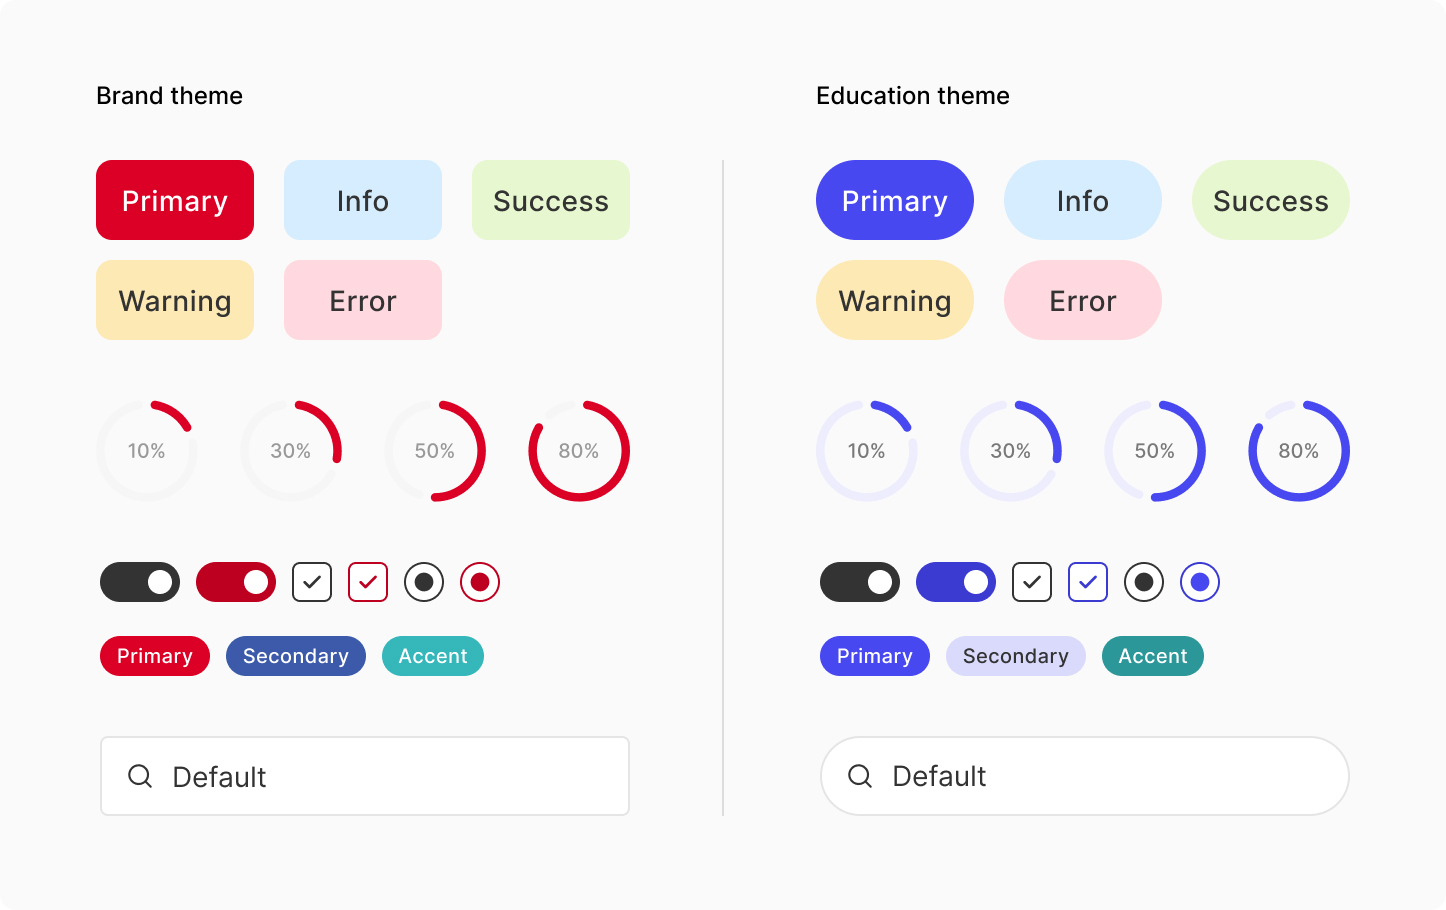 Brand theme
Primary Info Success
Warning Error
10% 30% 50% 80%
Primary Secondary Accent
Default
Education theme
Primary Info Success
Warning Error
10% 30% 50% 80%
Primary Secondary Accent
Default